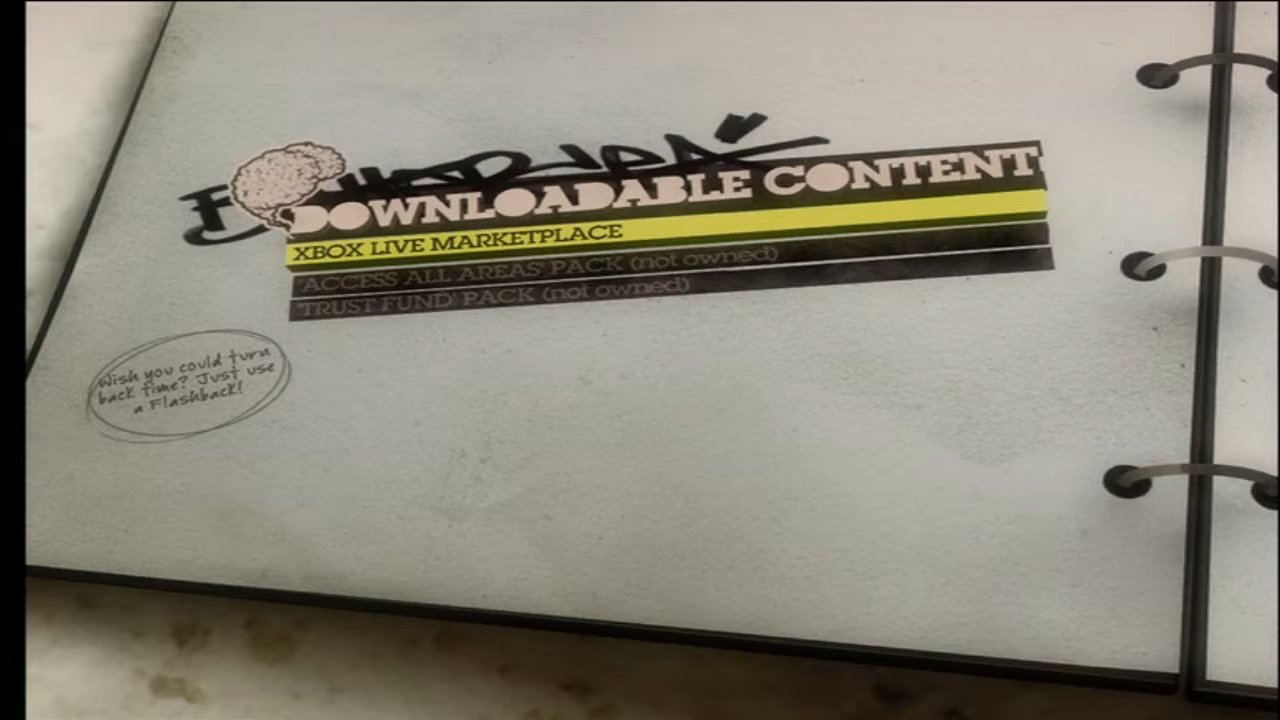 DOWNLOADABLE CONTENT
XBOX LIVE MARKETPLACE
'ACCESS ALL AREAS' PACK (not owned)
'TRUST FUND' PACK (not owned)
Wish you could turn
back time? Just use
a Flashback!